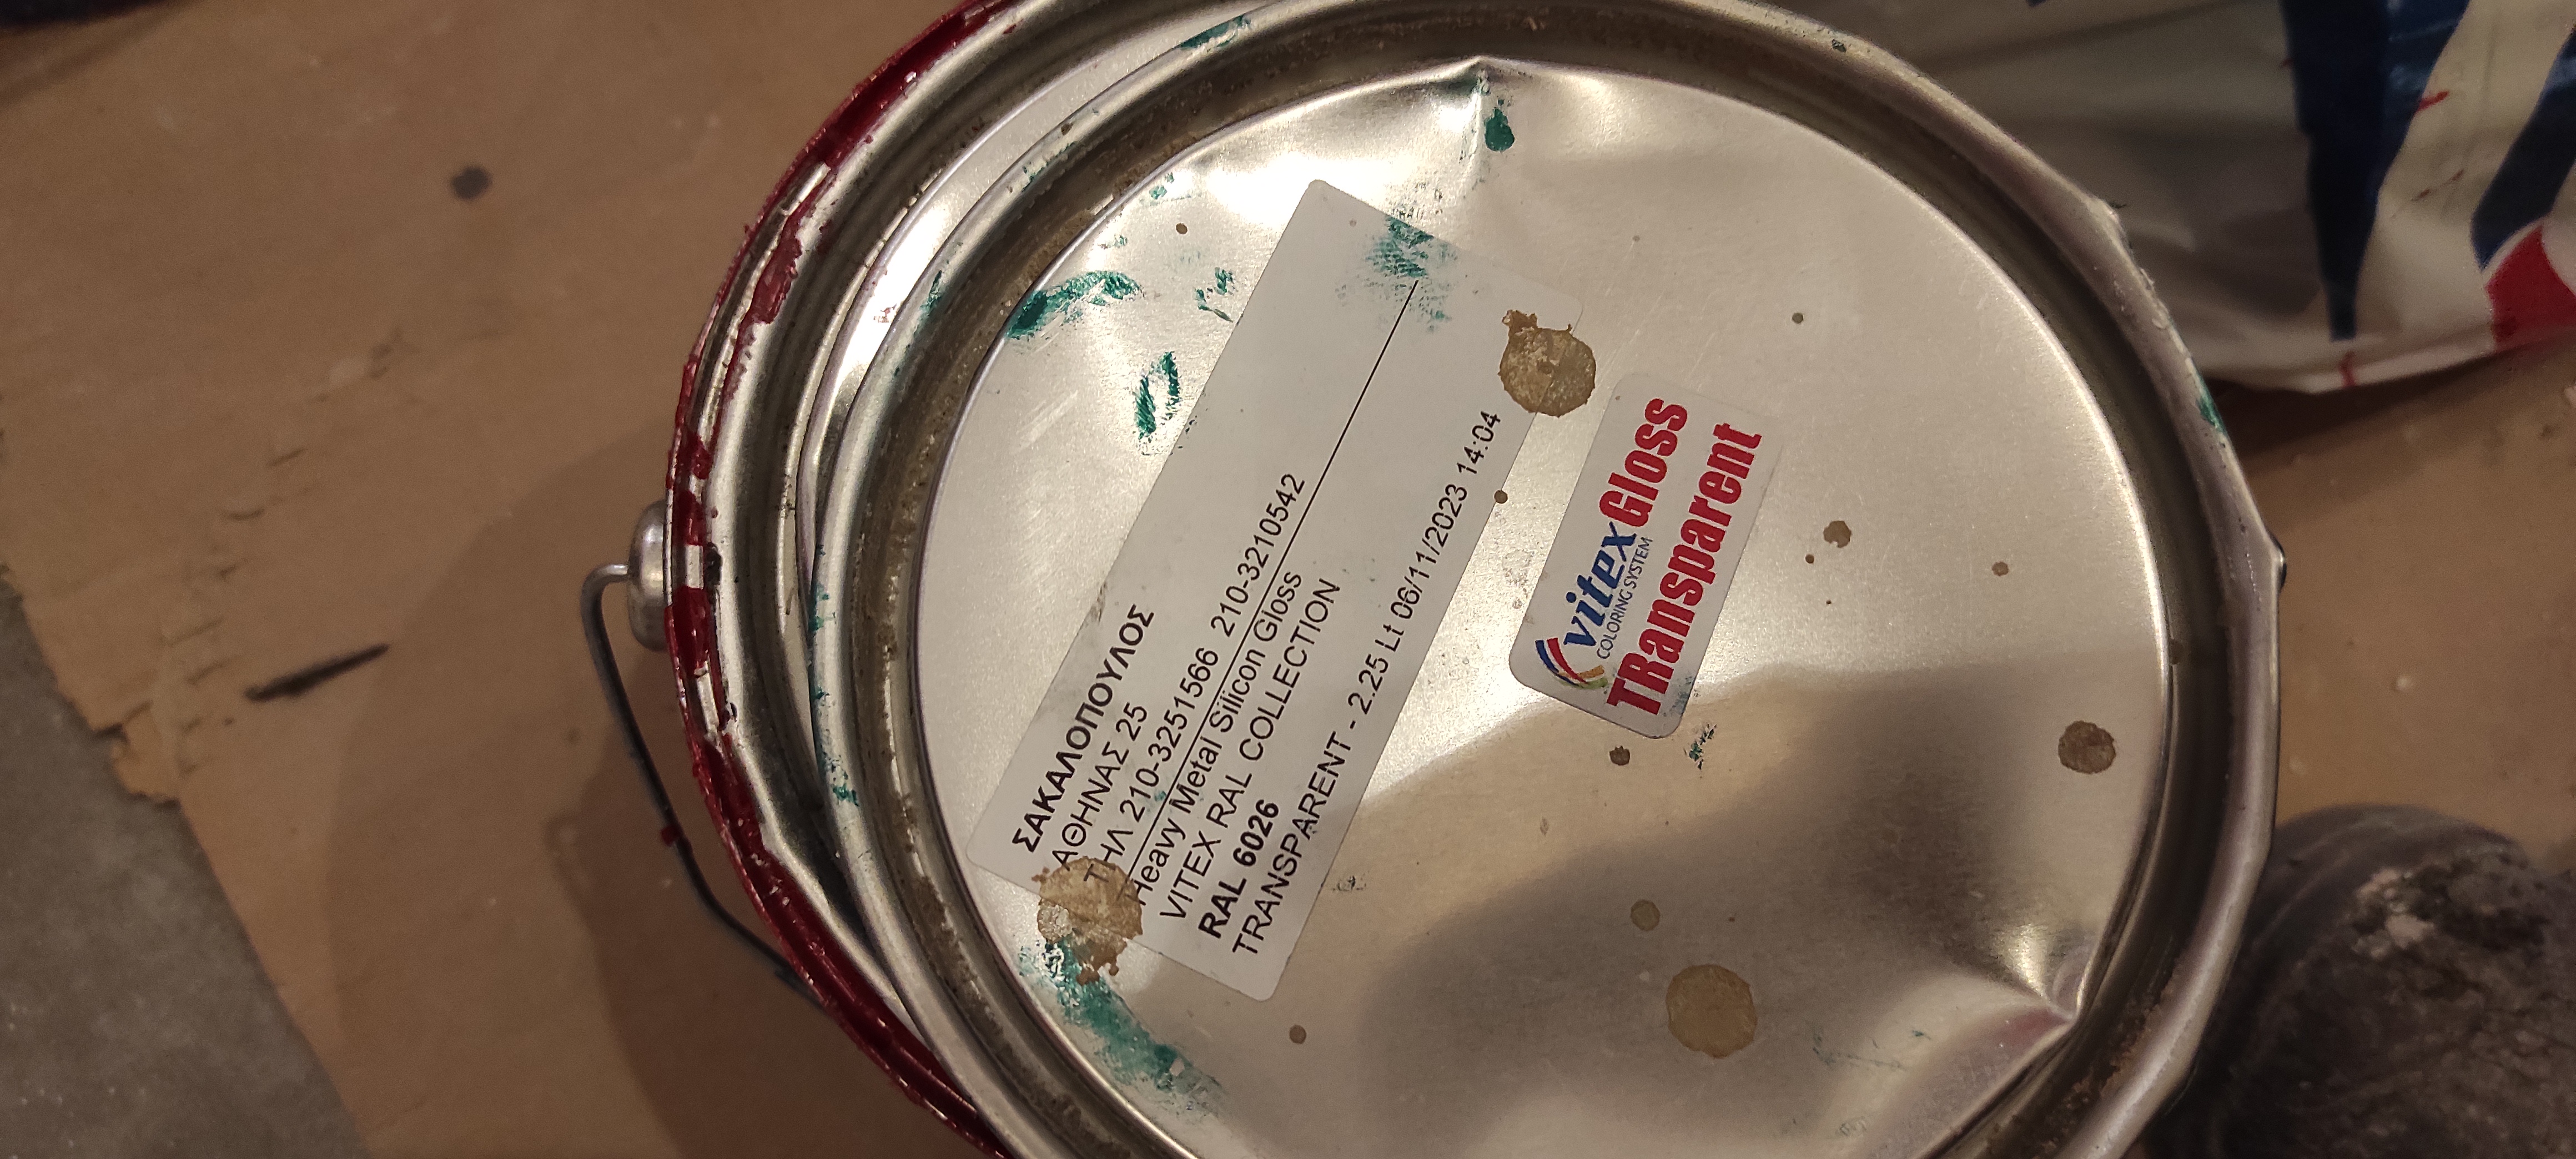 ΣΑΚΑΛΟΠΟΥΛΟΣ
ΑΘΗΝΑΣ 25
ΤΗΛ 210-3251566 210-3210542
Heavy Metal Silicon Gloss
VITEX RAL COLLECTION
RAL 6026
TRANSPARENT - 2.25 Lt 06/11/2023 14:04
vitex Gloss
COLORING SYSTEM
TRansparent